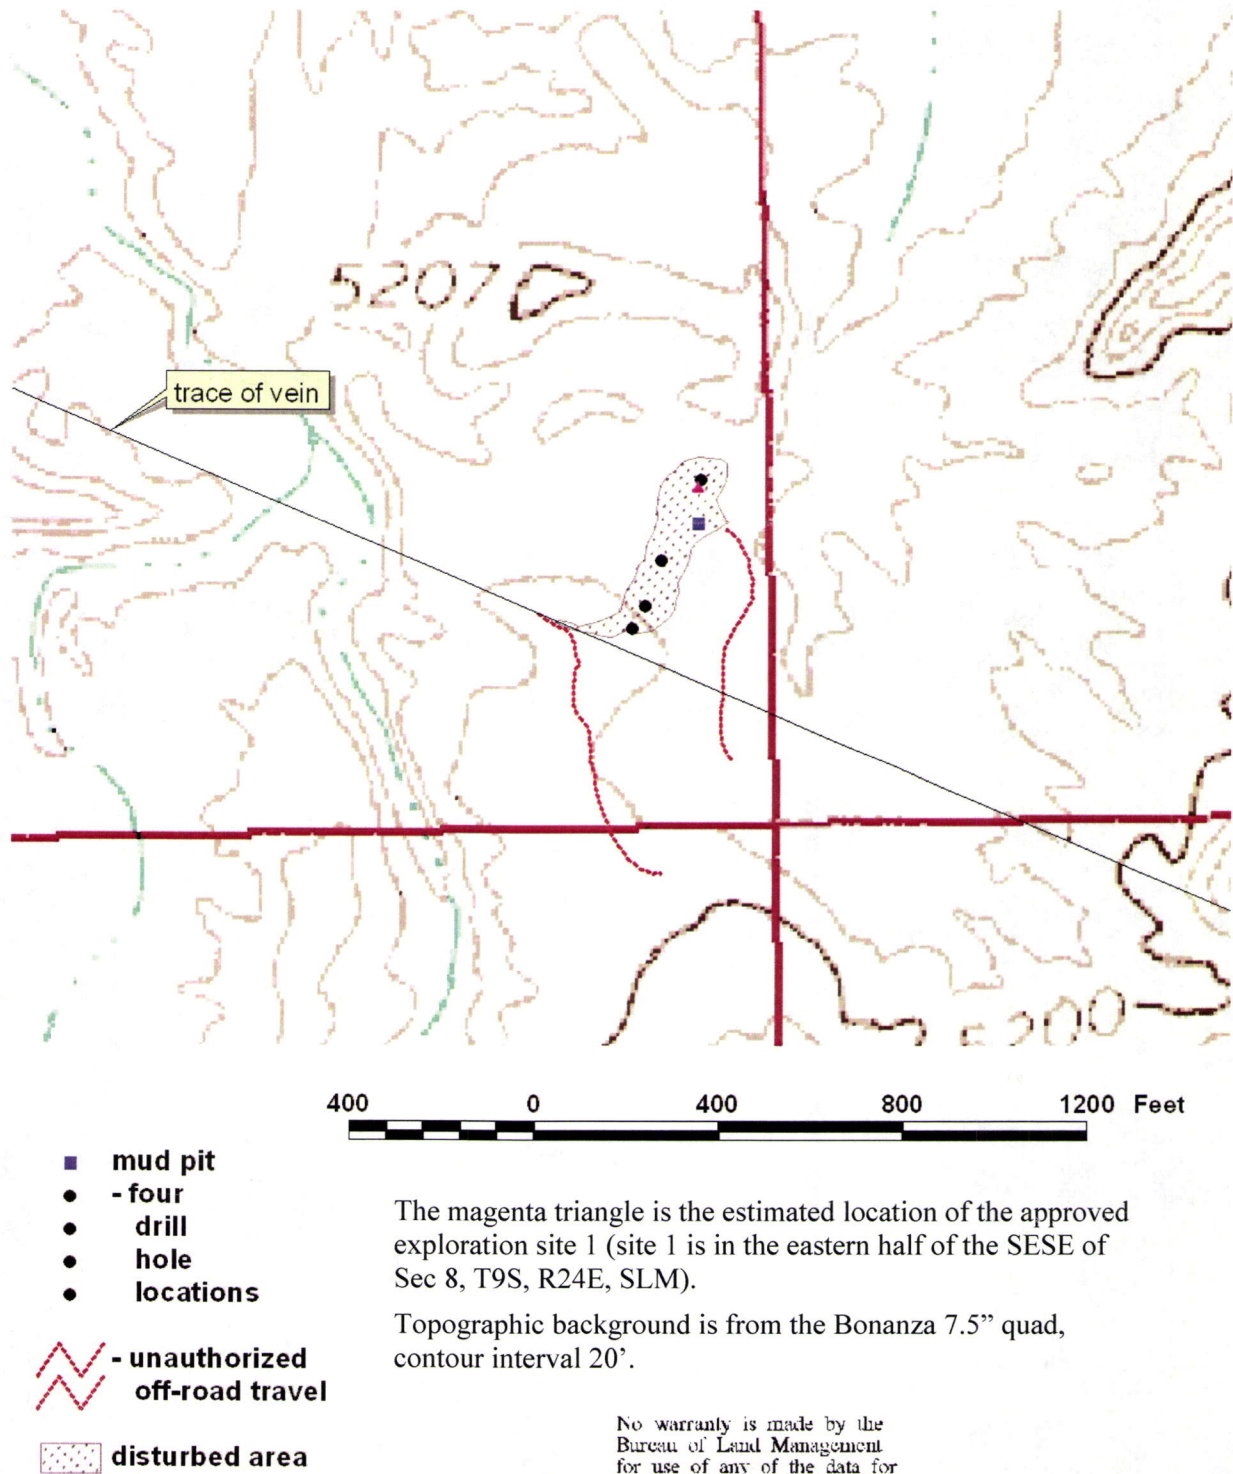 5207
trace of vein
5200
400 0 400 800 1200 Feet
mud pit
- four
drill
hole
locations
- unauthorized
off-road travel
disturbed area
The magenta triangle is the estimated location of the approved
exploration site 1 (site 1 is in the eastern half of the SESE of
Sec 8, T9S, R24E, SLM).
Topographic background is from the Bonanza 7.5” quad,
contour interval 20’.
No warranty is made by the
Bureau of Land Management
for use of any of the data for